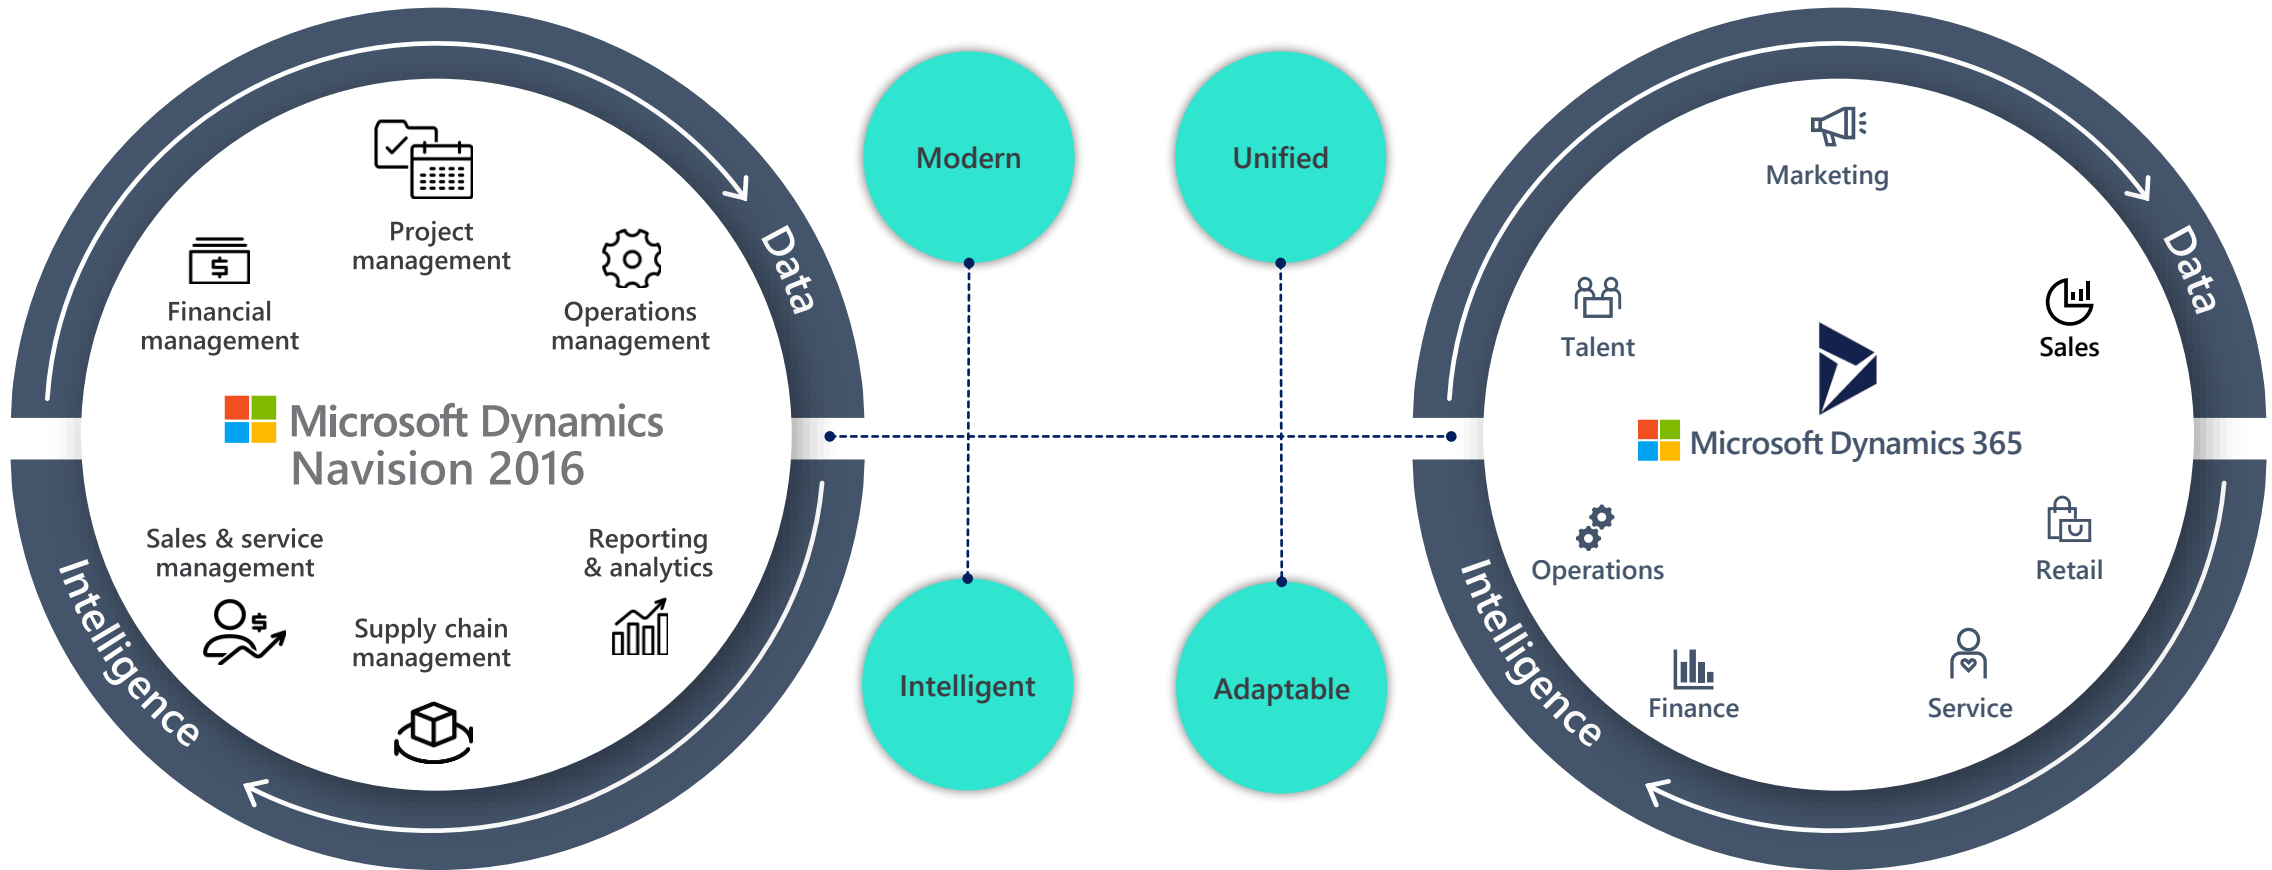 Data
Project
management
Financial
management
Operations
management
Microsoft Dynamics
Navision 2016
Sales & service
management
Reporting
& analytics
Supply chain
management
Intelligence
Modern
Unified
Intelligent
Adaptable
Data
Marketing
Talent
Sales
Microsoft Dynamics 365
Operations
Retail
Finance
Service
Intelligence